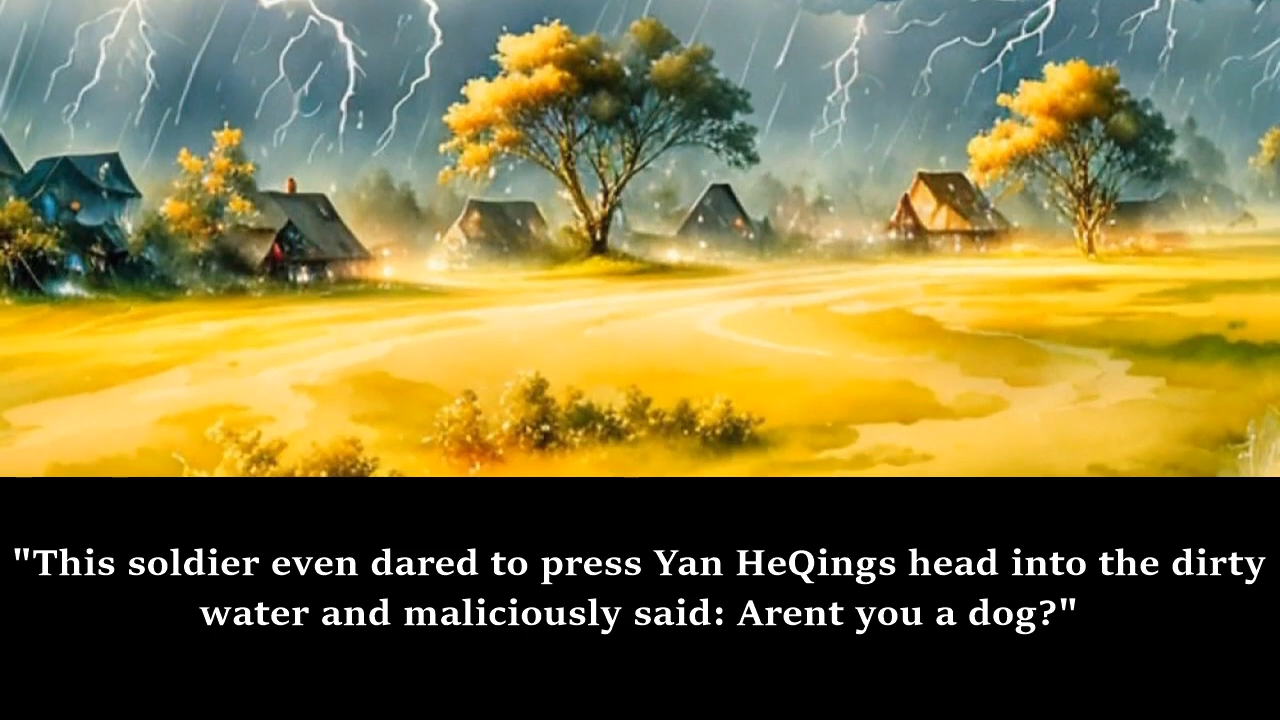 "This soldier even dared to press Yan HeQings head into the dirty
water and maliciously said: Arent you a dog?"